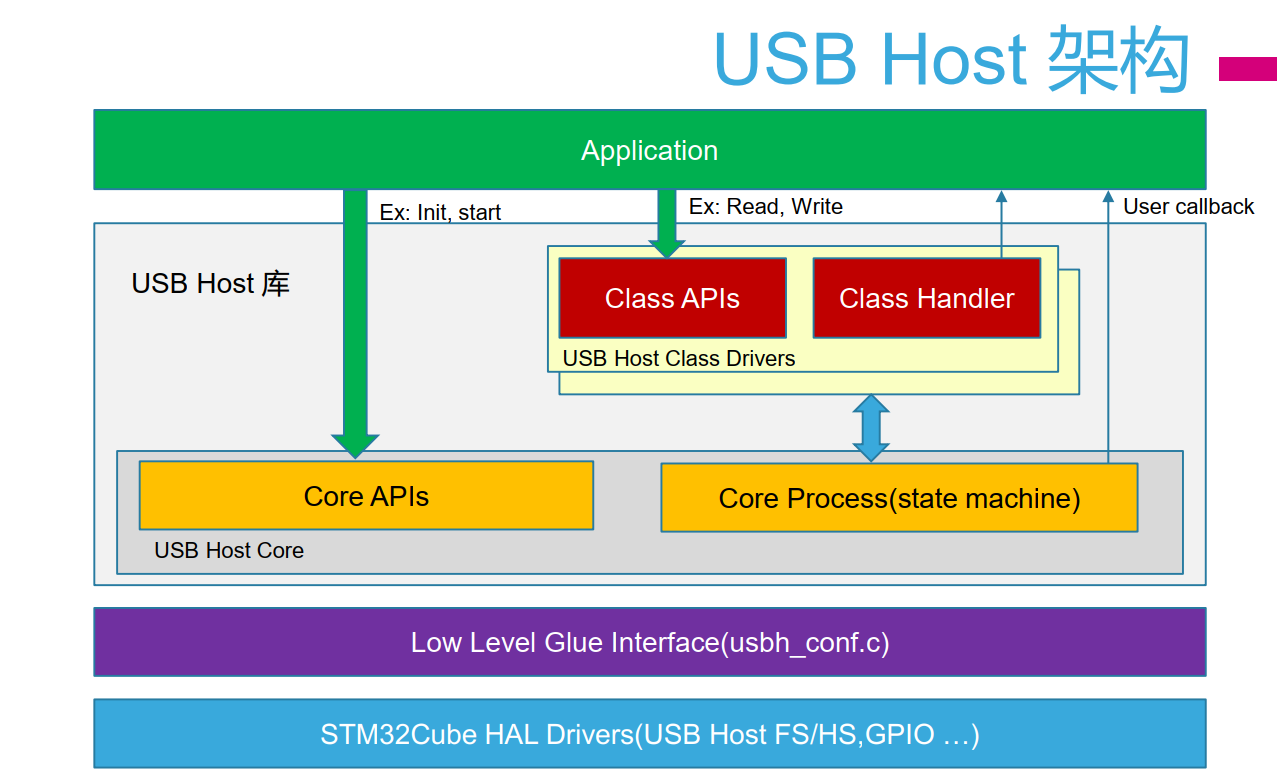 USB Host 架构
Application
Ex: Init, start
Ex: Read, Write
User callback
USB Host 库
Class APIs
Class Handler
USB Host Class Drivers
Core APIs
Core Process(state machine)
USB Host Core
Low Level Glue Interface(usbh_conf.c)
STM32Cube HAL Drivers(USB Host FS/HS,GPIO …)